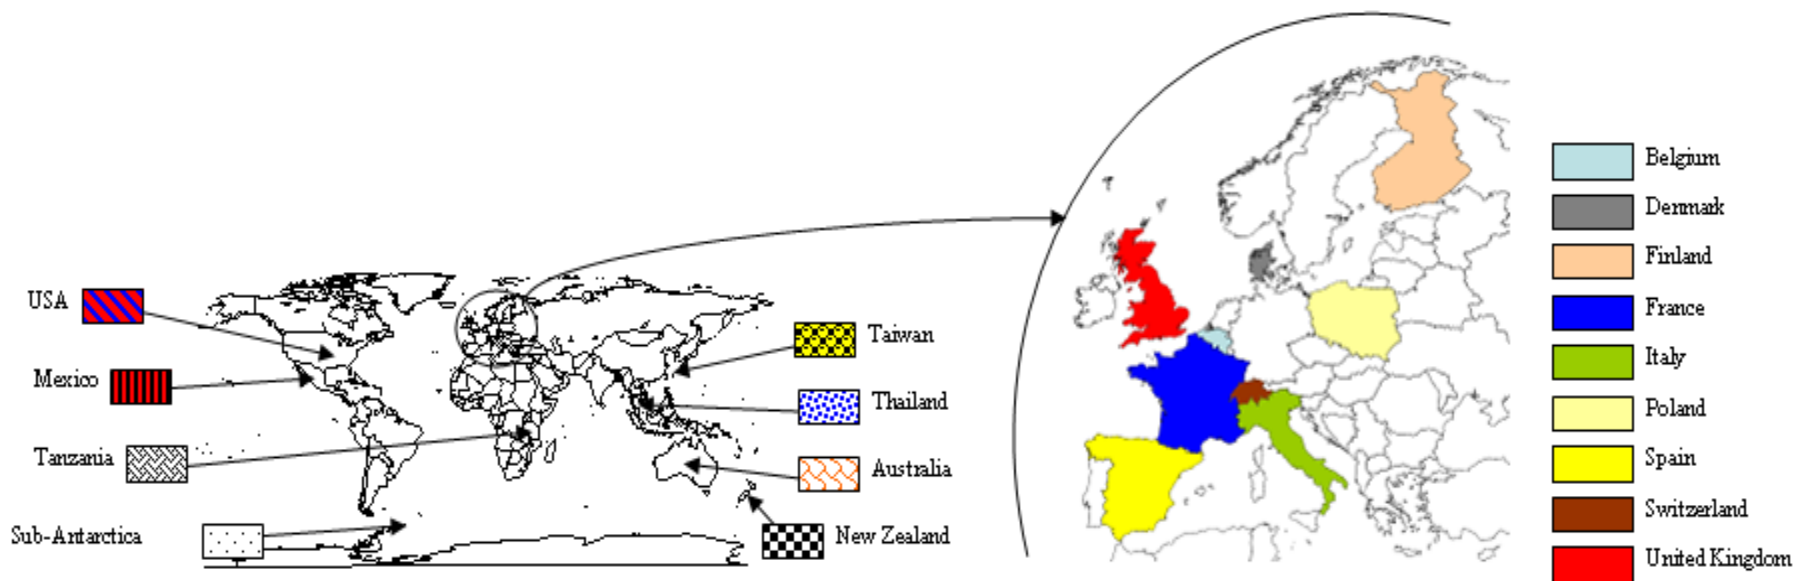 USA
Mexico
Tanzania
Sub-Antarctica
Taiwan
Thailand
Australia
New Zealand
Belgium
Denmark
Finland
France
Italy
Poland
Spain
Switzerland
United Kingdom